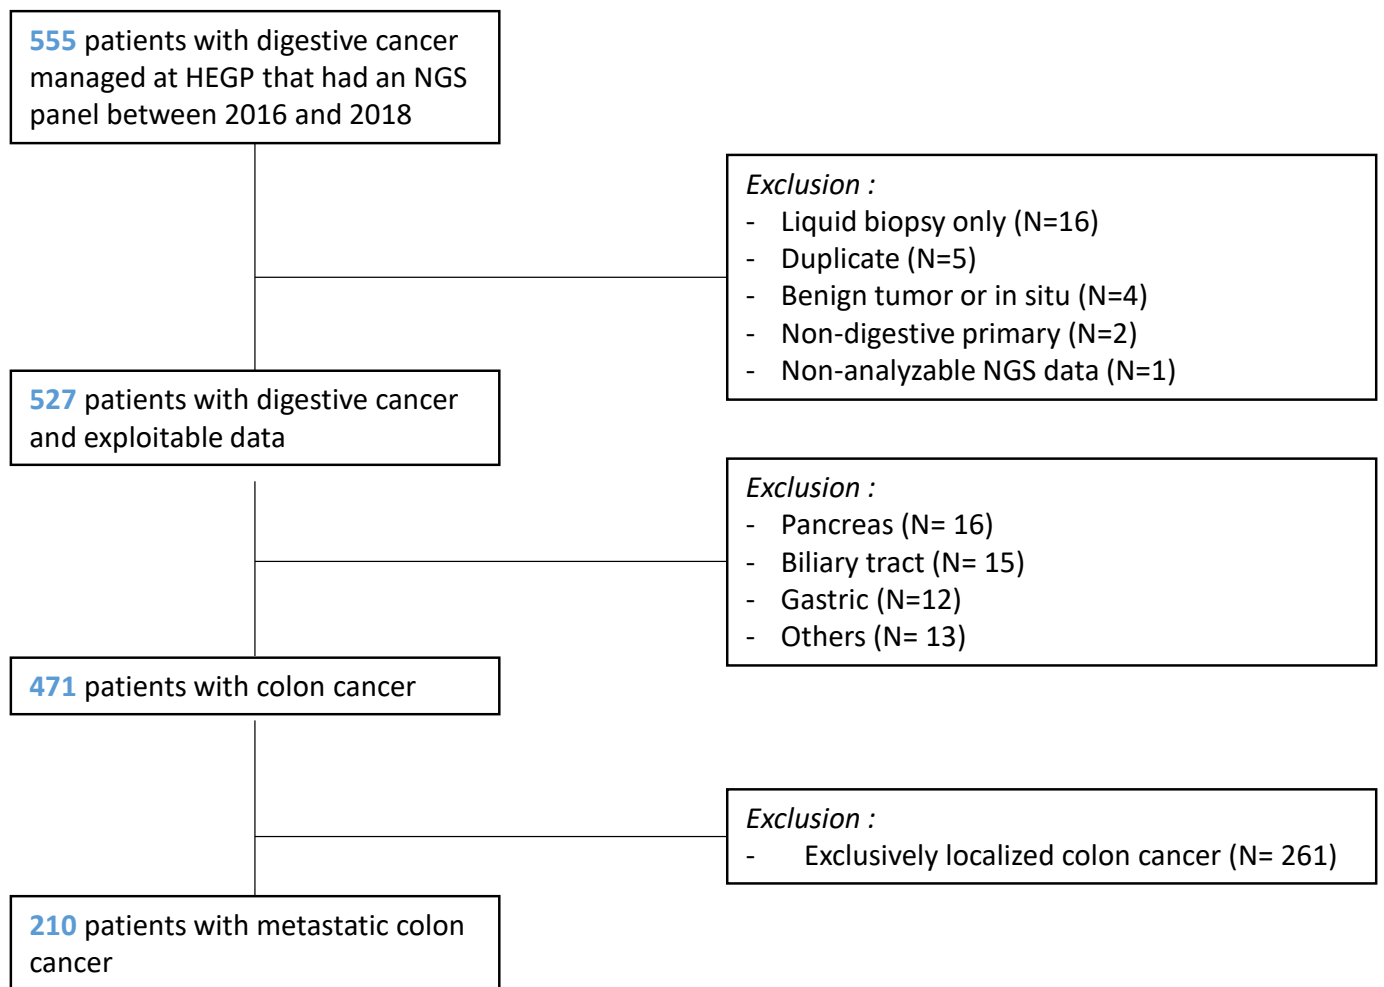 555 patients with digestive cancer
managed at HEGP that had an NGS
panel between 2016 and 2018
Exclusion :
- Liquid biopsy only (N=16)
- Duplicate (N=5)
- Benign tumor or in situ (N=4)
- Non-digestive primary (N=2)
- Non-analyzable NGS data (N=1)
527 patients with digestive cancer
and exploitable data
Exclusion :
- Pancreas (N= 16)
- Biliary tract (N= 15)
- Gastric (N=12)
- Others (N= 13)
471 patients with colon cancer
Exclusion :
- Exclusively localized colon cancer (N= 261)
210 patients with metastatic colon
cancer